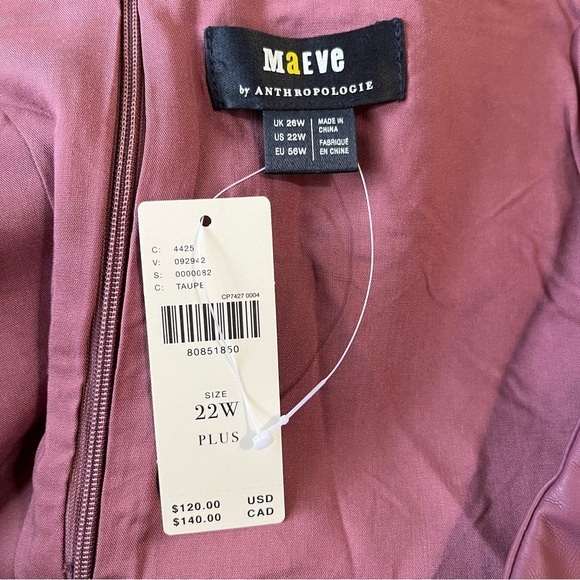 MaEVe
by ANTHROPOLOGIE
UK 26W
US 22W
EU 56W
MADE IN
CHINA
FABRIQUÉ
EN CHINE
C: 4425
V: 092942
S: 0000082
C: TAUPE
CP7427 0004
80851850
SIZE
22W
PLUS
$120.00 USD
$140.00 CAD